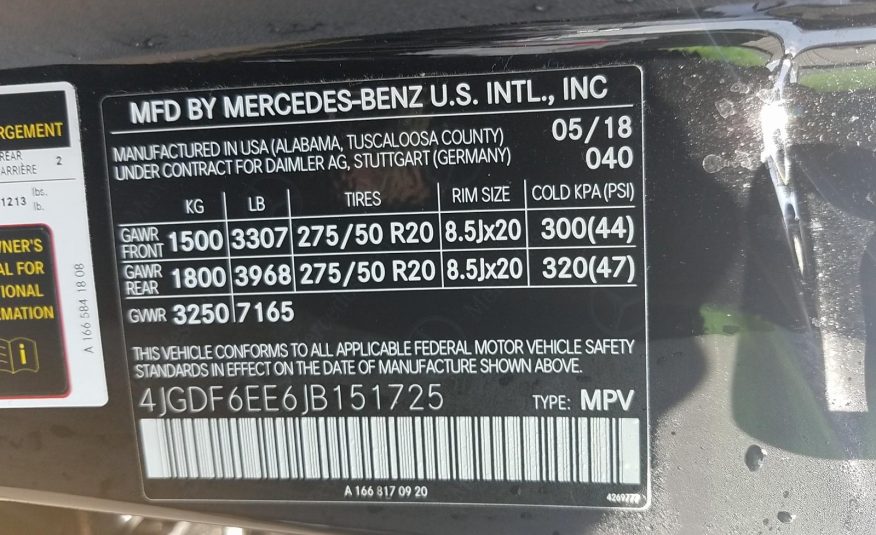 RGEMENT
REAR 2
ARRIÈRE
lbs.
1213 lb.
WNER'S
AL FOR
TIONAL
RMATION
i
A 166 584 18 08
MFD BY MERCEDES-BENZ U.S. INTL., INC
MANUFACTURED IN USA (ALABAMA, TUSCALOOSA COUNTY) 05/18
UNDER CONTRACT FOR DAIMLER AG, STUTTGART (GERMANY) 040
KG LB TIRES RIM SIZE COLD KPA (PSI)
GAWR FRONT 1500 3307 275/50 R20 8.5Jx20 300(44)
GAWR REAR 1800 3968 275/50 R20 8.5Jx20 320(47)
GVWR 3250 7165
THIS VEHICLE CONFORMS TO ALL APPLICABLE FEDERAL MOTOR VEHICLE SAFETY
STANDARDS IN EFFECT ON THE DATE OF MANUFACTURE SHOWN ABOVE.
4JGDF6EE6JB151725 TYPE: MPV
A 166 817 09 20